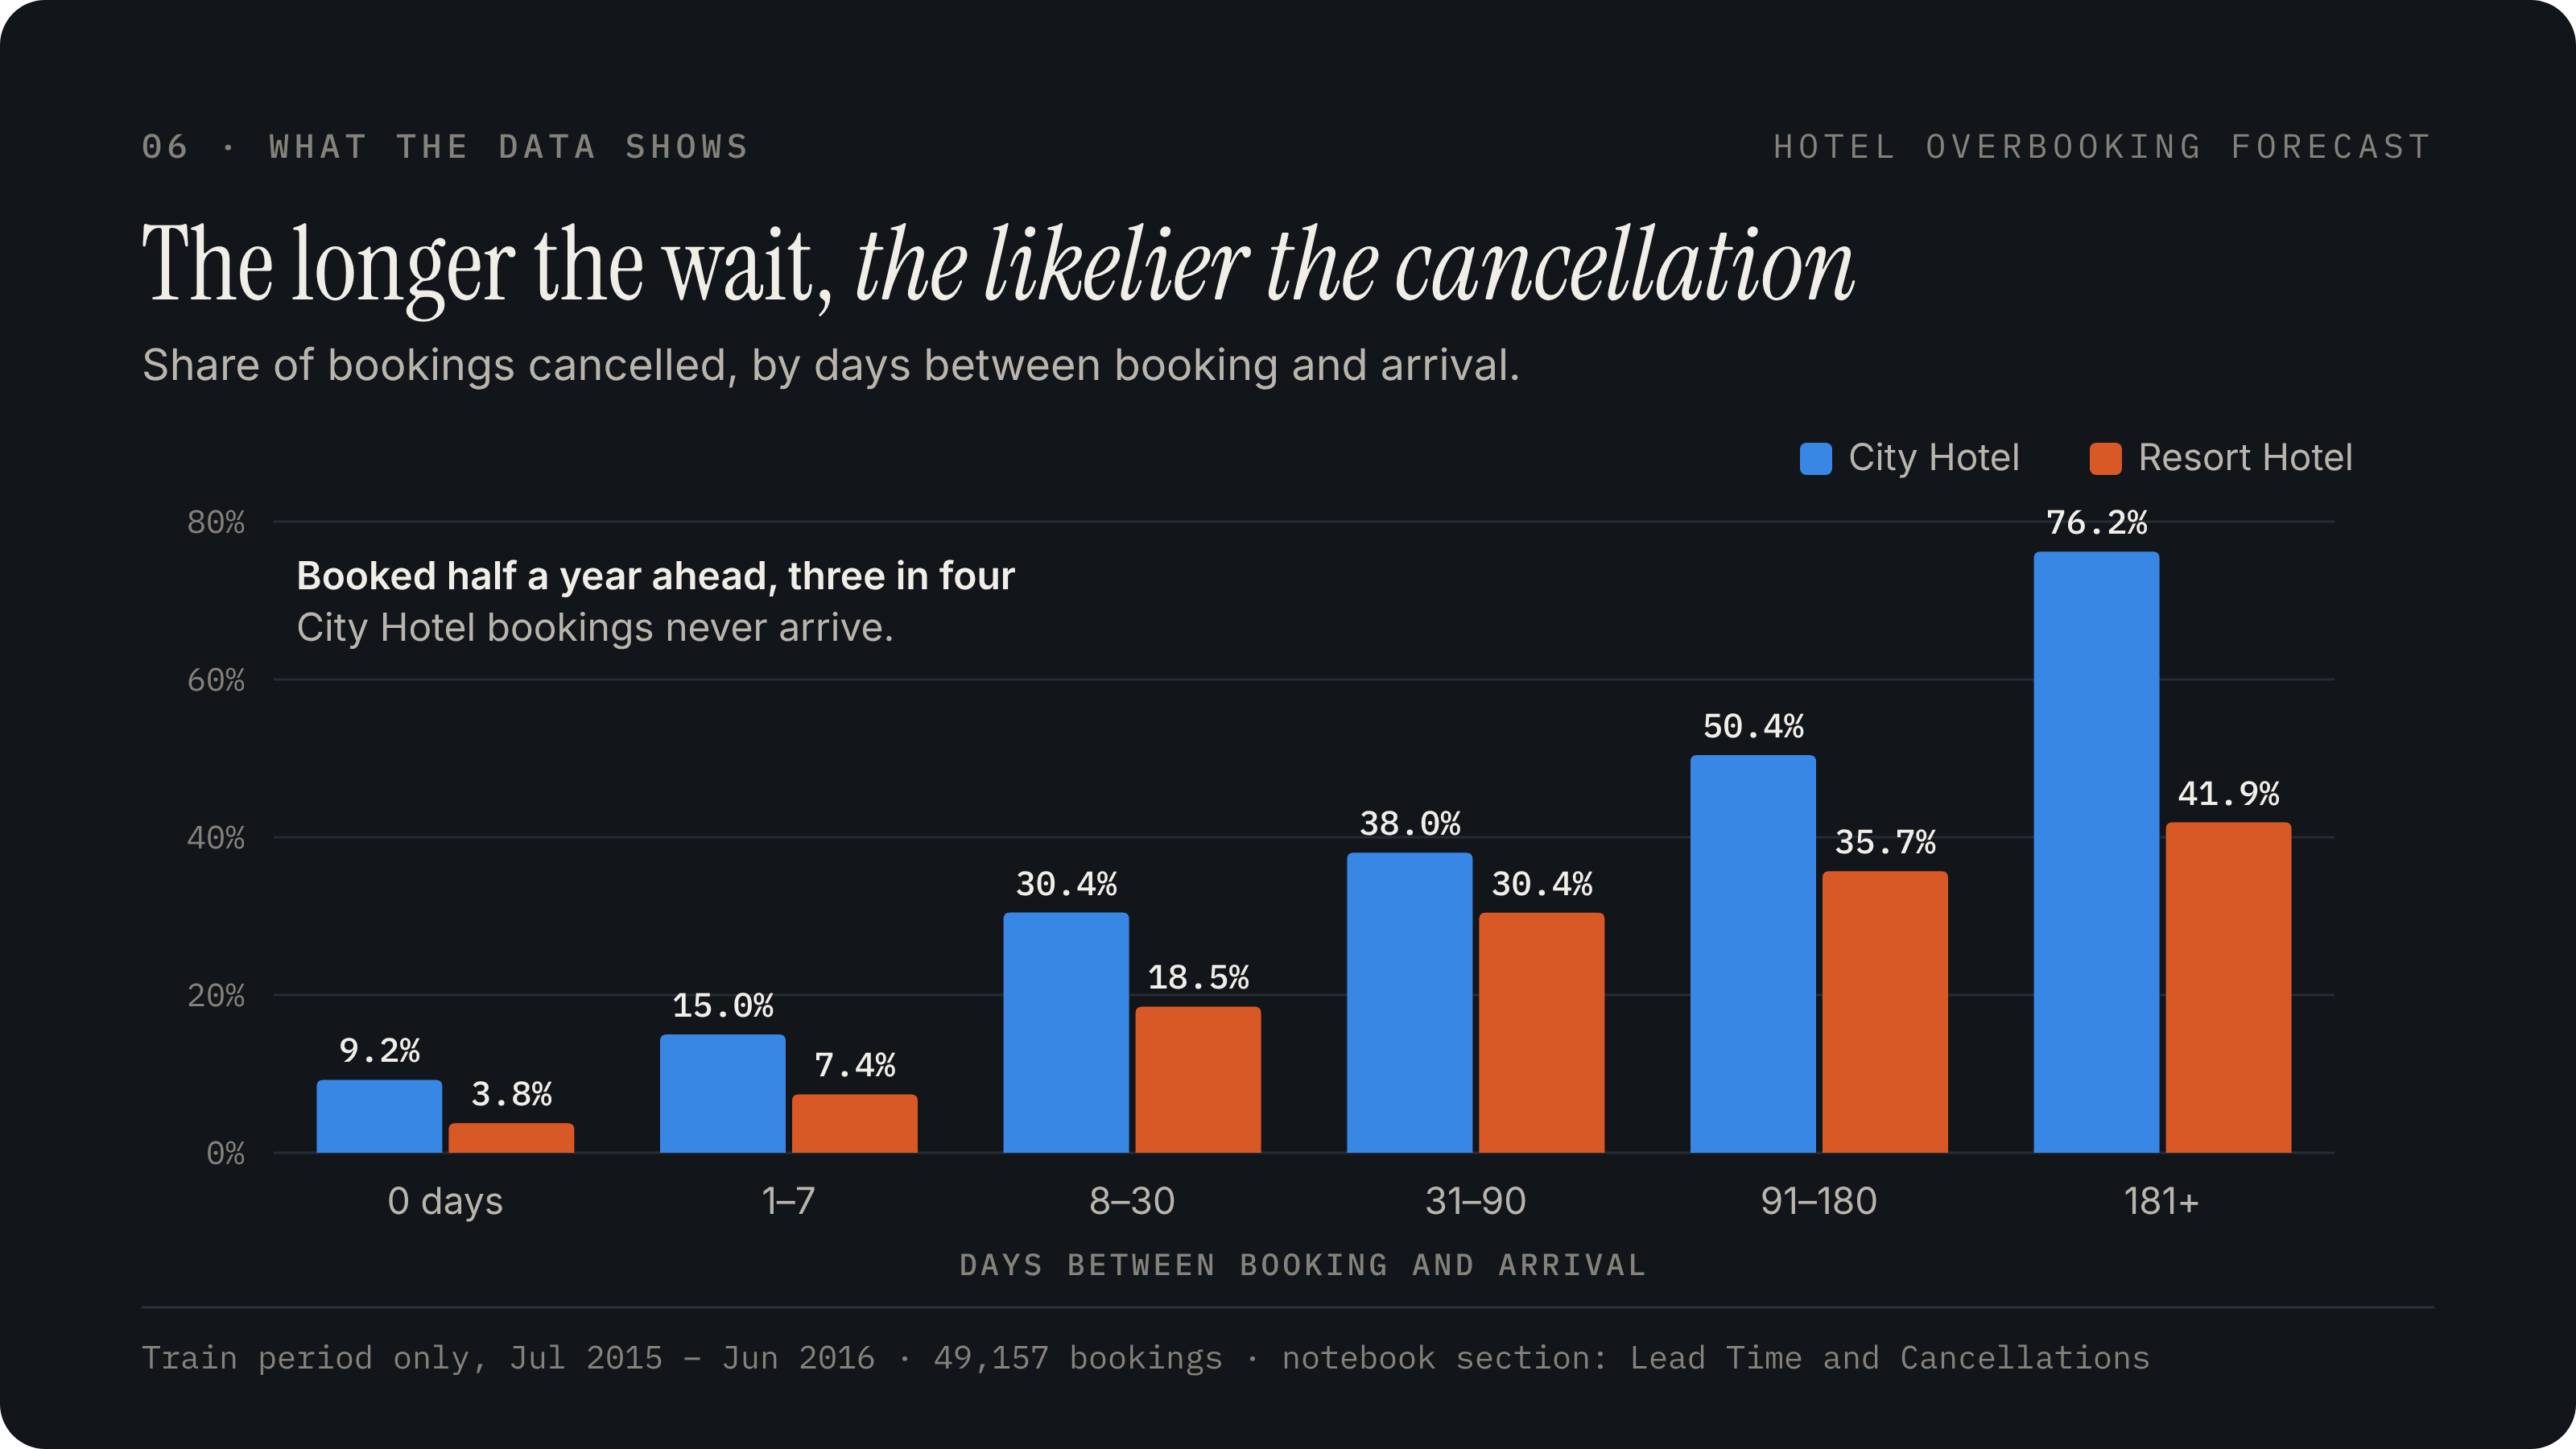 06 · WHAT THE DATA SHOWS
HOTEL OVERBOOKING FORECAST
The longer the wait, the likelier the cancellation
Share of bookings cancelled, by days between booking and arrival.
City Hotel
Resort Hotel
80%
60%
40%
20%
0%
Booked half a year ahead, three in four
City Hotel bookings never arrive.
9.2%
3.8%
15.0%
7.4%
30.4%
18.5%
38.0%
30.4%
50.4%
35.7%
76.2%
41.9%
0 days
1–7
8–30
31–90
91–180
181+
DAYS BETWEEN BOOKING AND ARRIVAL
Train period only, Jul 2015 – Jun 2016 · 49,157 bookings · notebook section: Lead Time and Cancellations